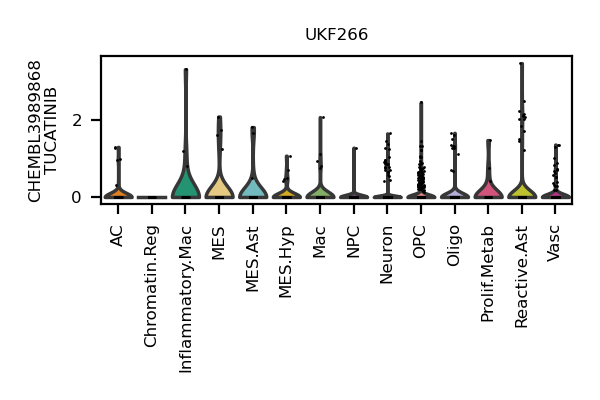 UKF266
CHEMBL3989868
TUCATINIB
2
0
AC
Chromatin.Reg
Inflammatory.Mac
MES
MES.Ast
MES.Hyp
Mac
NPC
Neuron
OPC
Oligo
Prolif.Metab
Reactive.Ast
Vasc